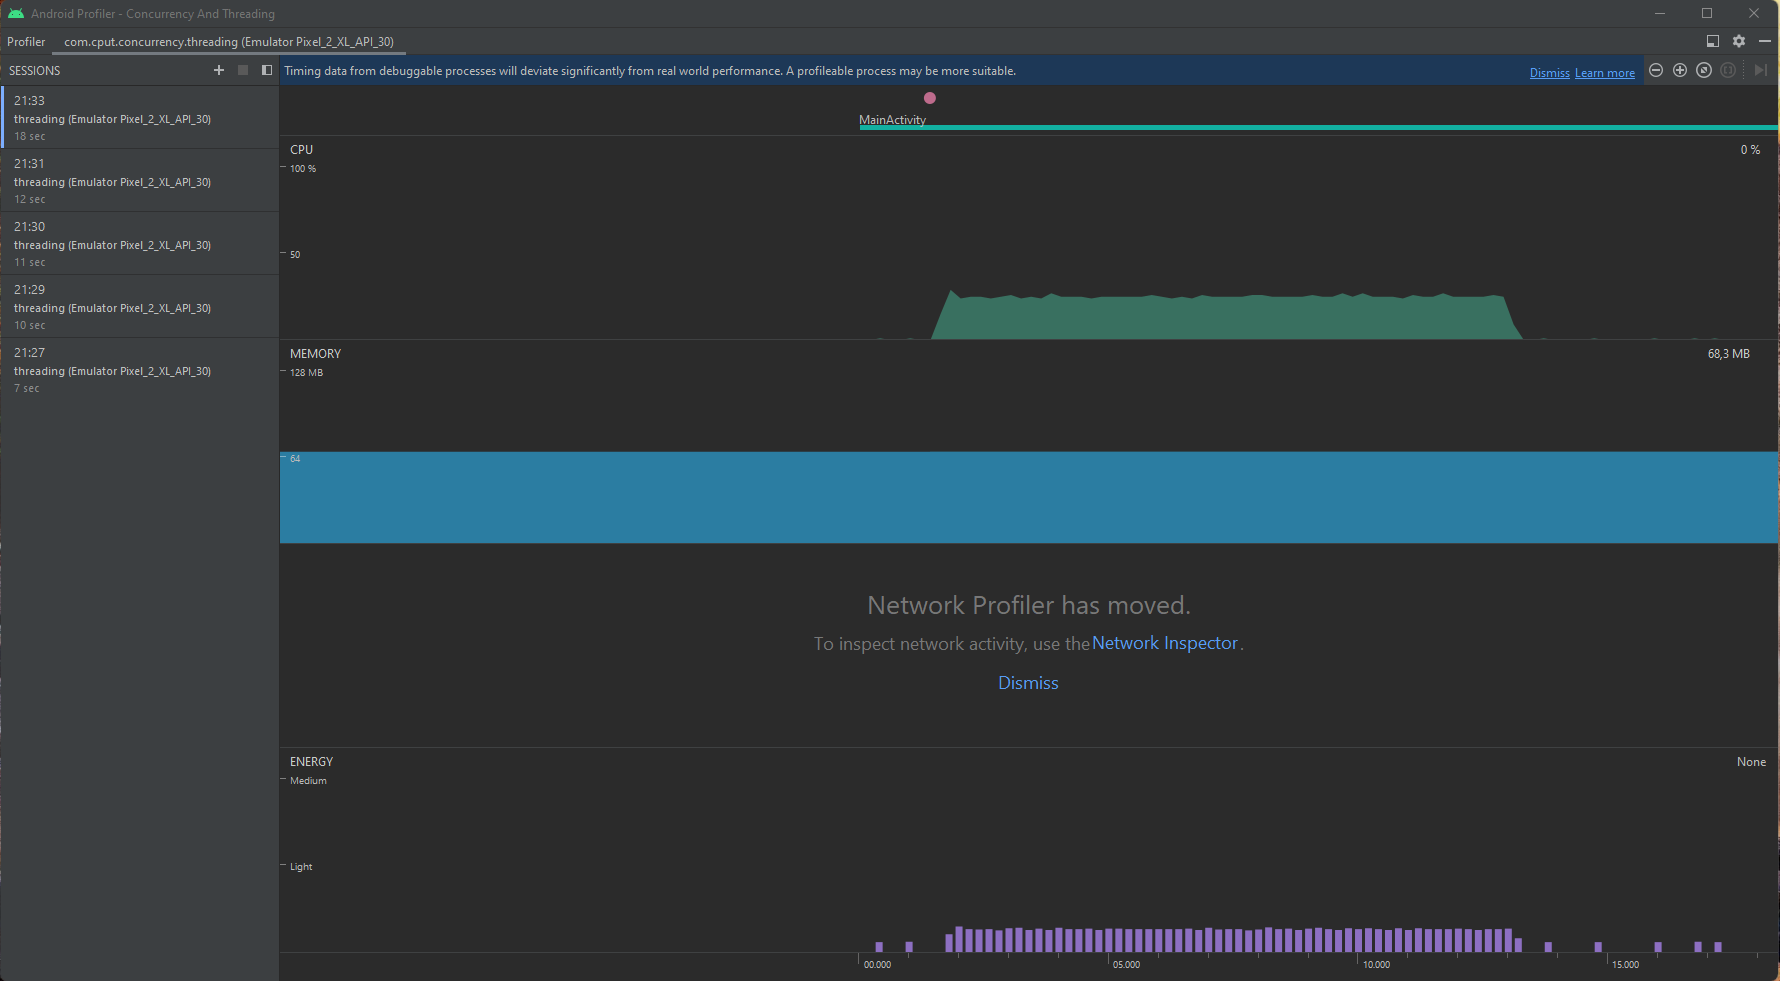 Android Profiler - Concurrency And Threading
Profiler com.cput.concurrency.threading (Emulator Pixel_2_XL_API_30)
SESSIONS
Timing data from debuggable processes will deviate significantly from real world performance. A profileable process may be more suitable. Dismiss Learn more
21:33
threading (Emulator Pixel_2_XL_API_30)
18 sec
21:31
threading (Emulator Pixel_2_XL_API_30)
12 sec
21:30
threading (Emulator Pixel_2_XL_API_30)
11 sec
21:29
threading (Emulator Pixel_2_XL_API_30)
10 sec
21:27
threading (Emulator Pixel_2_XL_API_30)
7 sec
MainActivity
CPU 0 %
100 %
50
MEMORY 68,3 MB
128 MB
64
Network Profiler has moved.
To inspect network activity, use the Network Inspector.
Dismiss
ENERGY None
Medium
Light
00.000 05.000 10.000 15.000